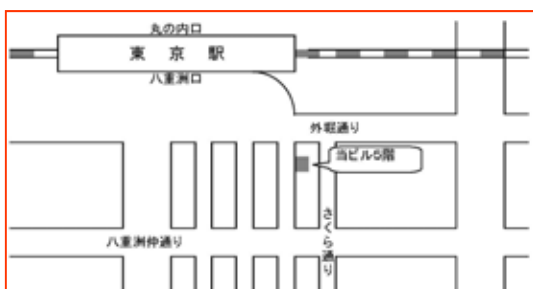 丸の内口
東京駅
八重洲口
外堀通り
当ビル5階
さくら通り
八重洲仲通り